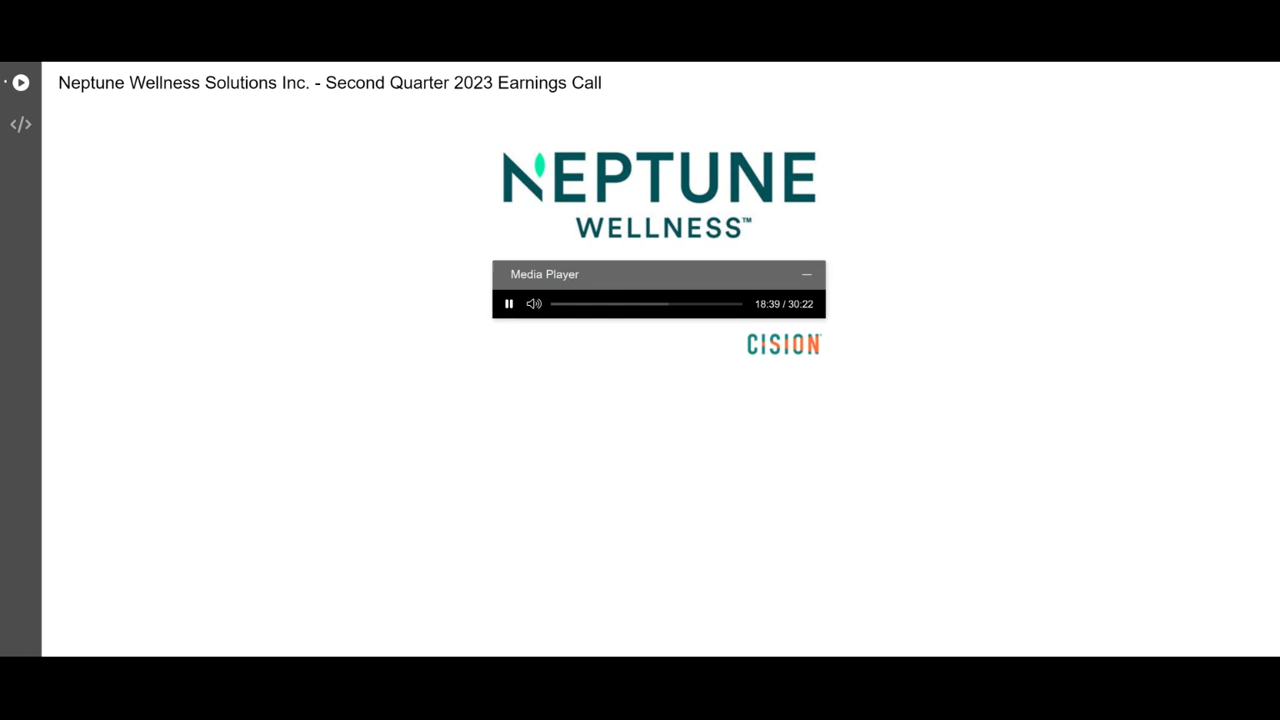 Neptune Wellness Solutions Inc. - Second Quarter 2023 Earnings Call
NEPTUNE
WELLNESS™
Media Player
18:39 / 30:22
CISION